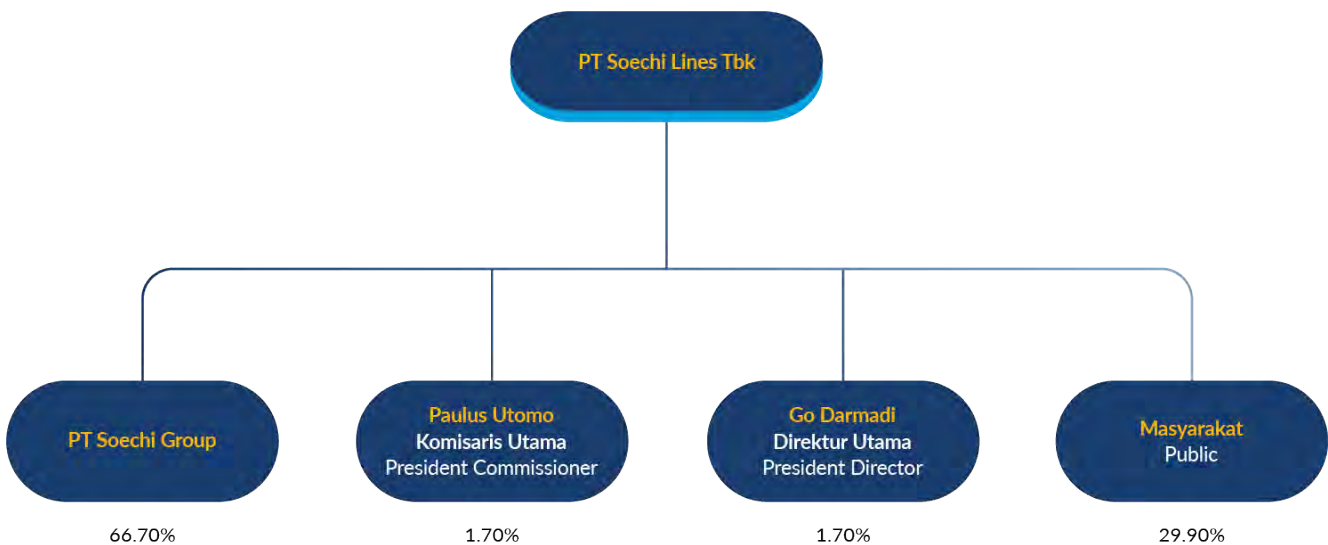 PT Soechi Lines Tbk
PT Soechi Group
66.70%
Paulus Utomo
Komisaris Utama
President Commissioner
1.70%
Go Darmadi
Direktur Utama
President Director
1.70%
Masyarakat
Public
29.90%